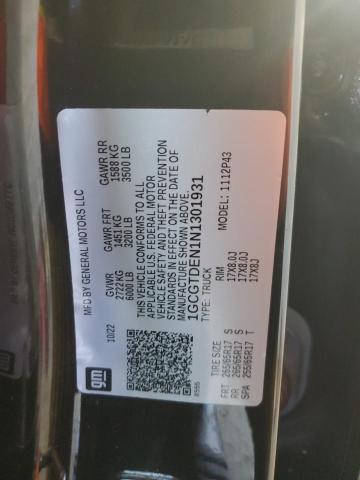 MFD BY GENERAL MOTORS LLC
10/22
GVWR GAWR FRT GAWR RR
2722 KG 1451 KG 1588 KG
6000 LB 3200 LB 3500 LB
THIS VEHICLE CONFORMS TO ALL
APPLICABLE U.S. FEDERAL MOTOR
VEHICLE SAFETY AND THEFT PREVENTION
STANDARDS IN EFFECT ON THE DATE OF
MANUFACTURE SHOWN ABOVE.
1GCGTDEN1N1301931
TYPE: TRUCK MODEL: 1112P43
TIRE SIZE RIM
FRT 265/65R17 S 17X8.0J
RR 265/65R17 S 17X8.0J
SPA 255/65R17 T 17X8J
gm